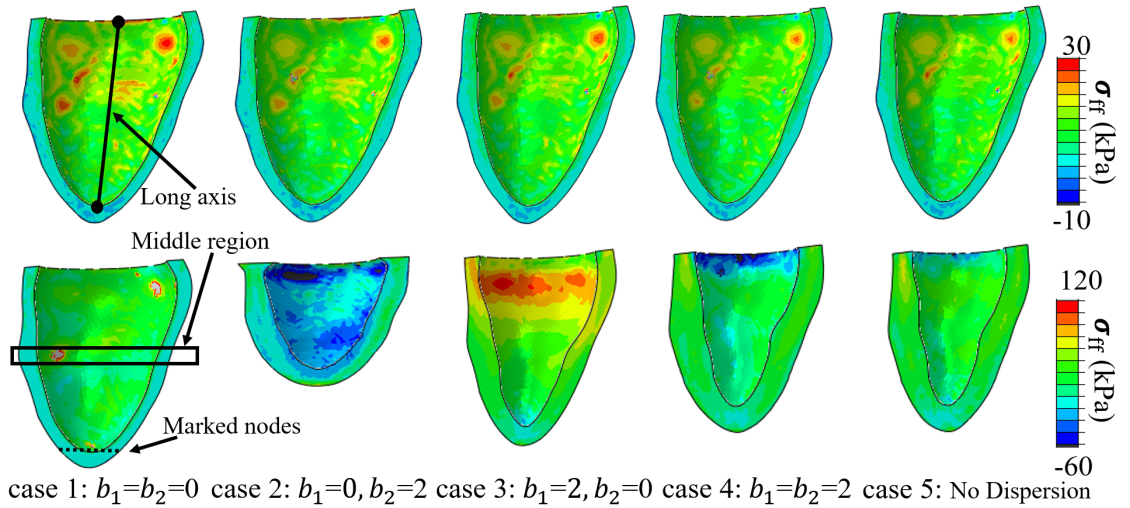 30
σff (kPa)
-10
Long axis
Middle region
120
σff (kPa)
-60
Marked nodes
case 1: b₁=b₂=0 case 2: b₁=0, b₂=2 case 3: b₁=2, b₂=0 case 4: b₁=b₂=2 case 5: No Dispersion